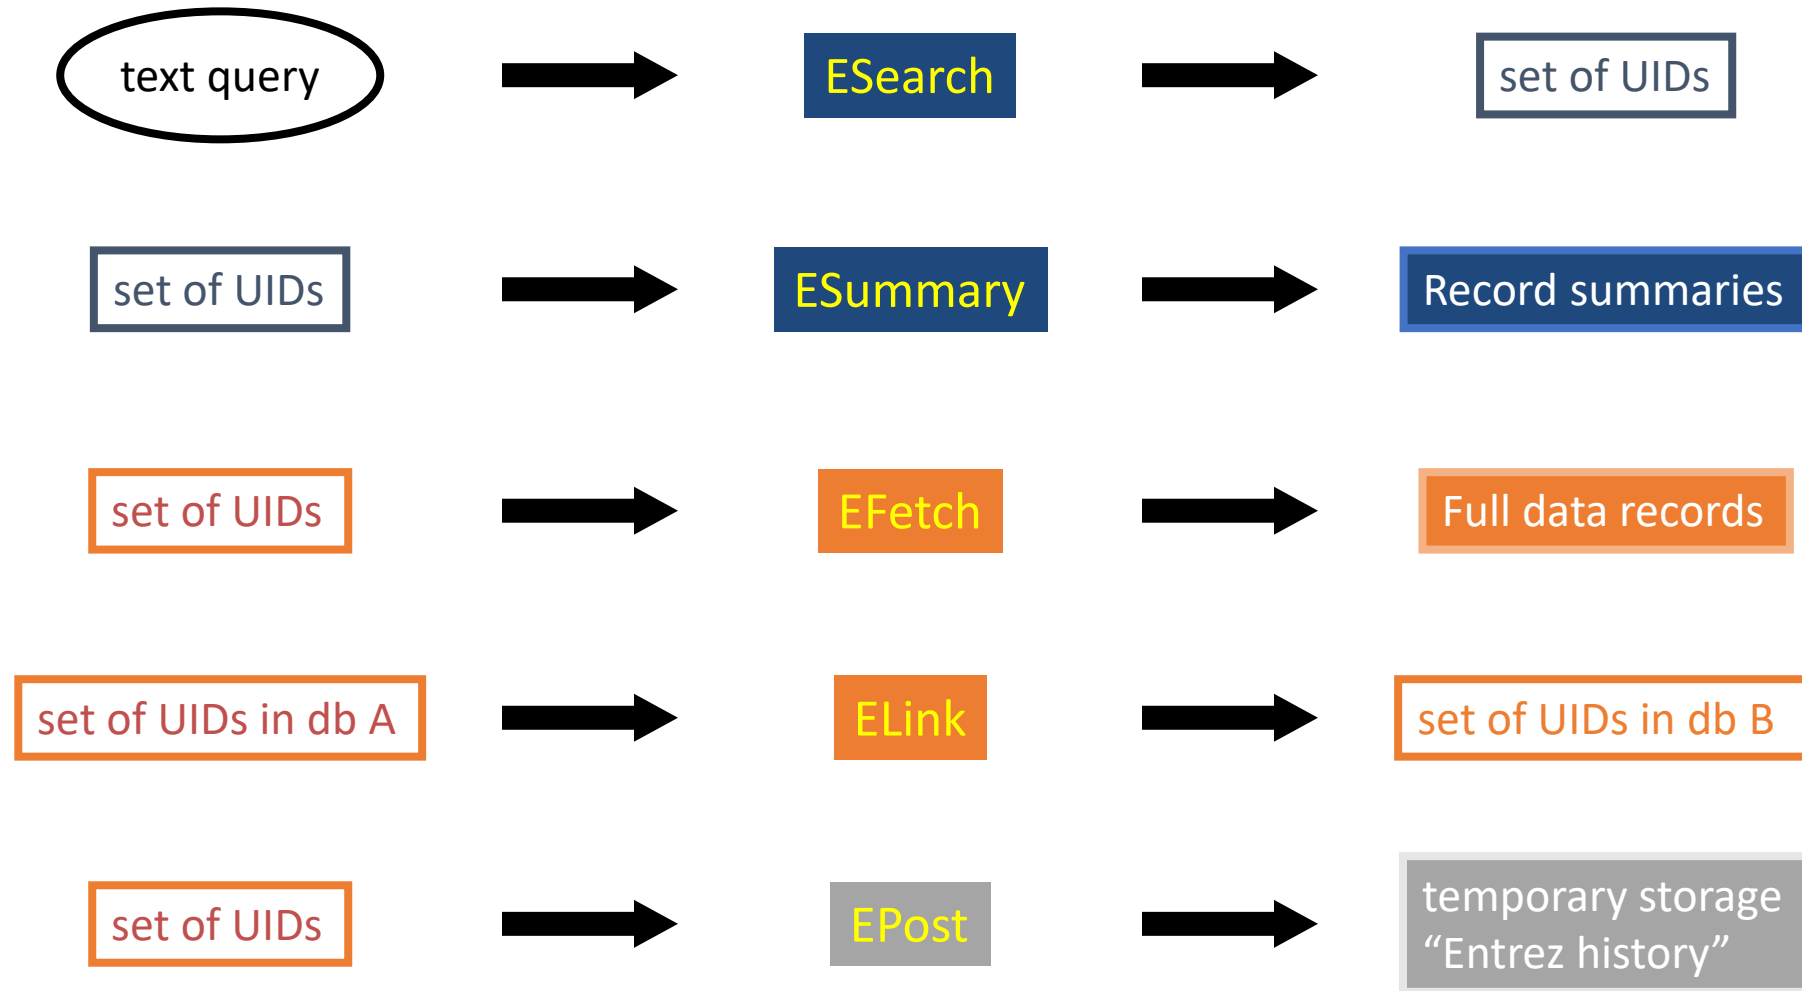 text query
ESearch
set of UIDs
set of UIDs
ESummary
Record summaries
set of UIDs
EFetch
Full data records
set of UIDs in db A
ELink
set of UIDs in db B
set of UIDs
EPost
temporary storage
“Entrez history”